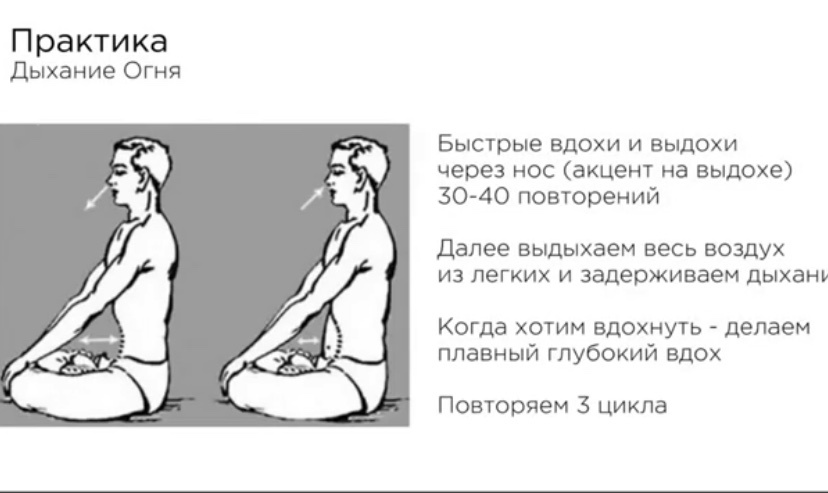 Практика
Дыхание Огня
Быстрые вдохи и выдохи
через нос (акцент на выдохе)
30-40 повторений
Далее выдыхаем весь воздух
из легких и задерживаем дыхани
Когда хотим вдохнуть - делаем
плавный глубокий вдох
Повторяем 3 цикла